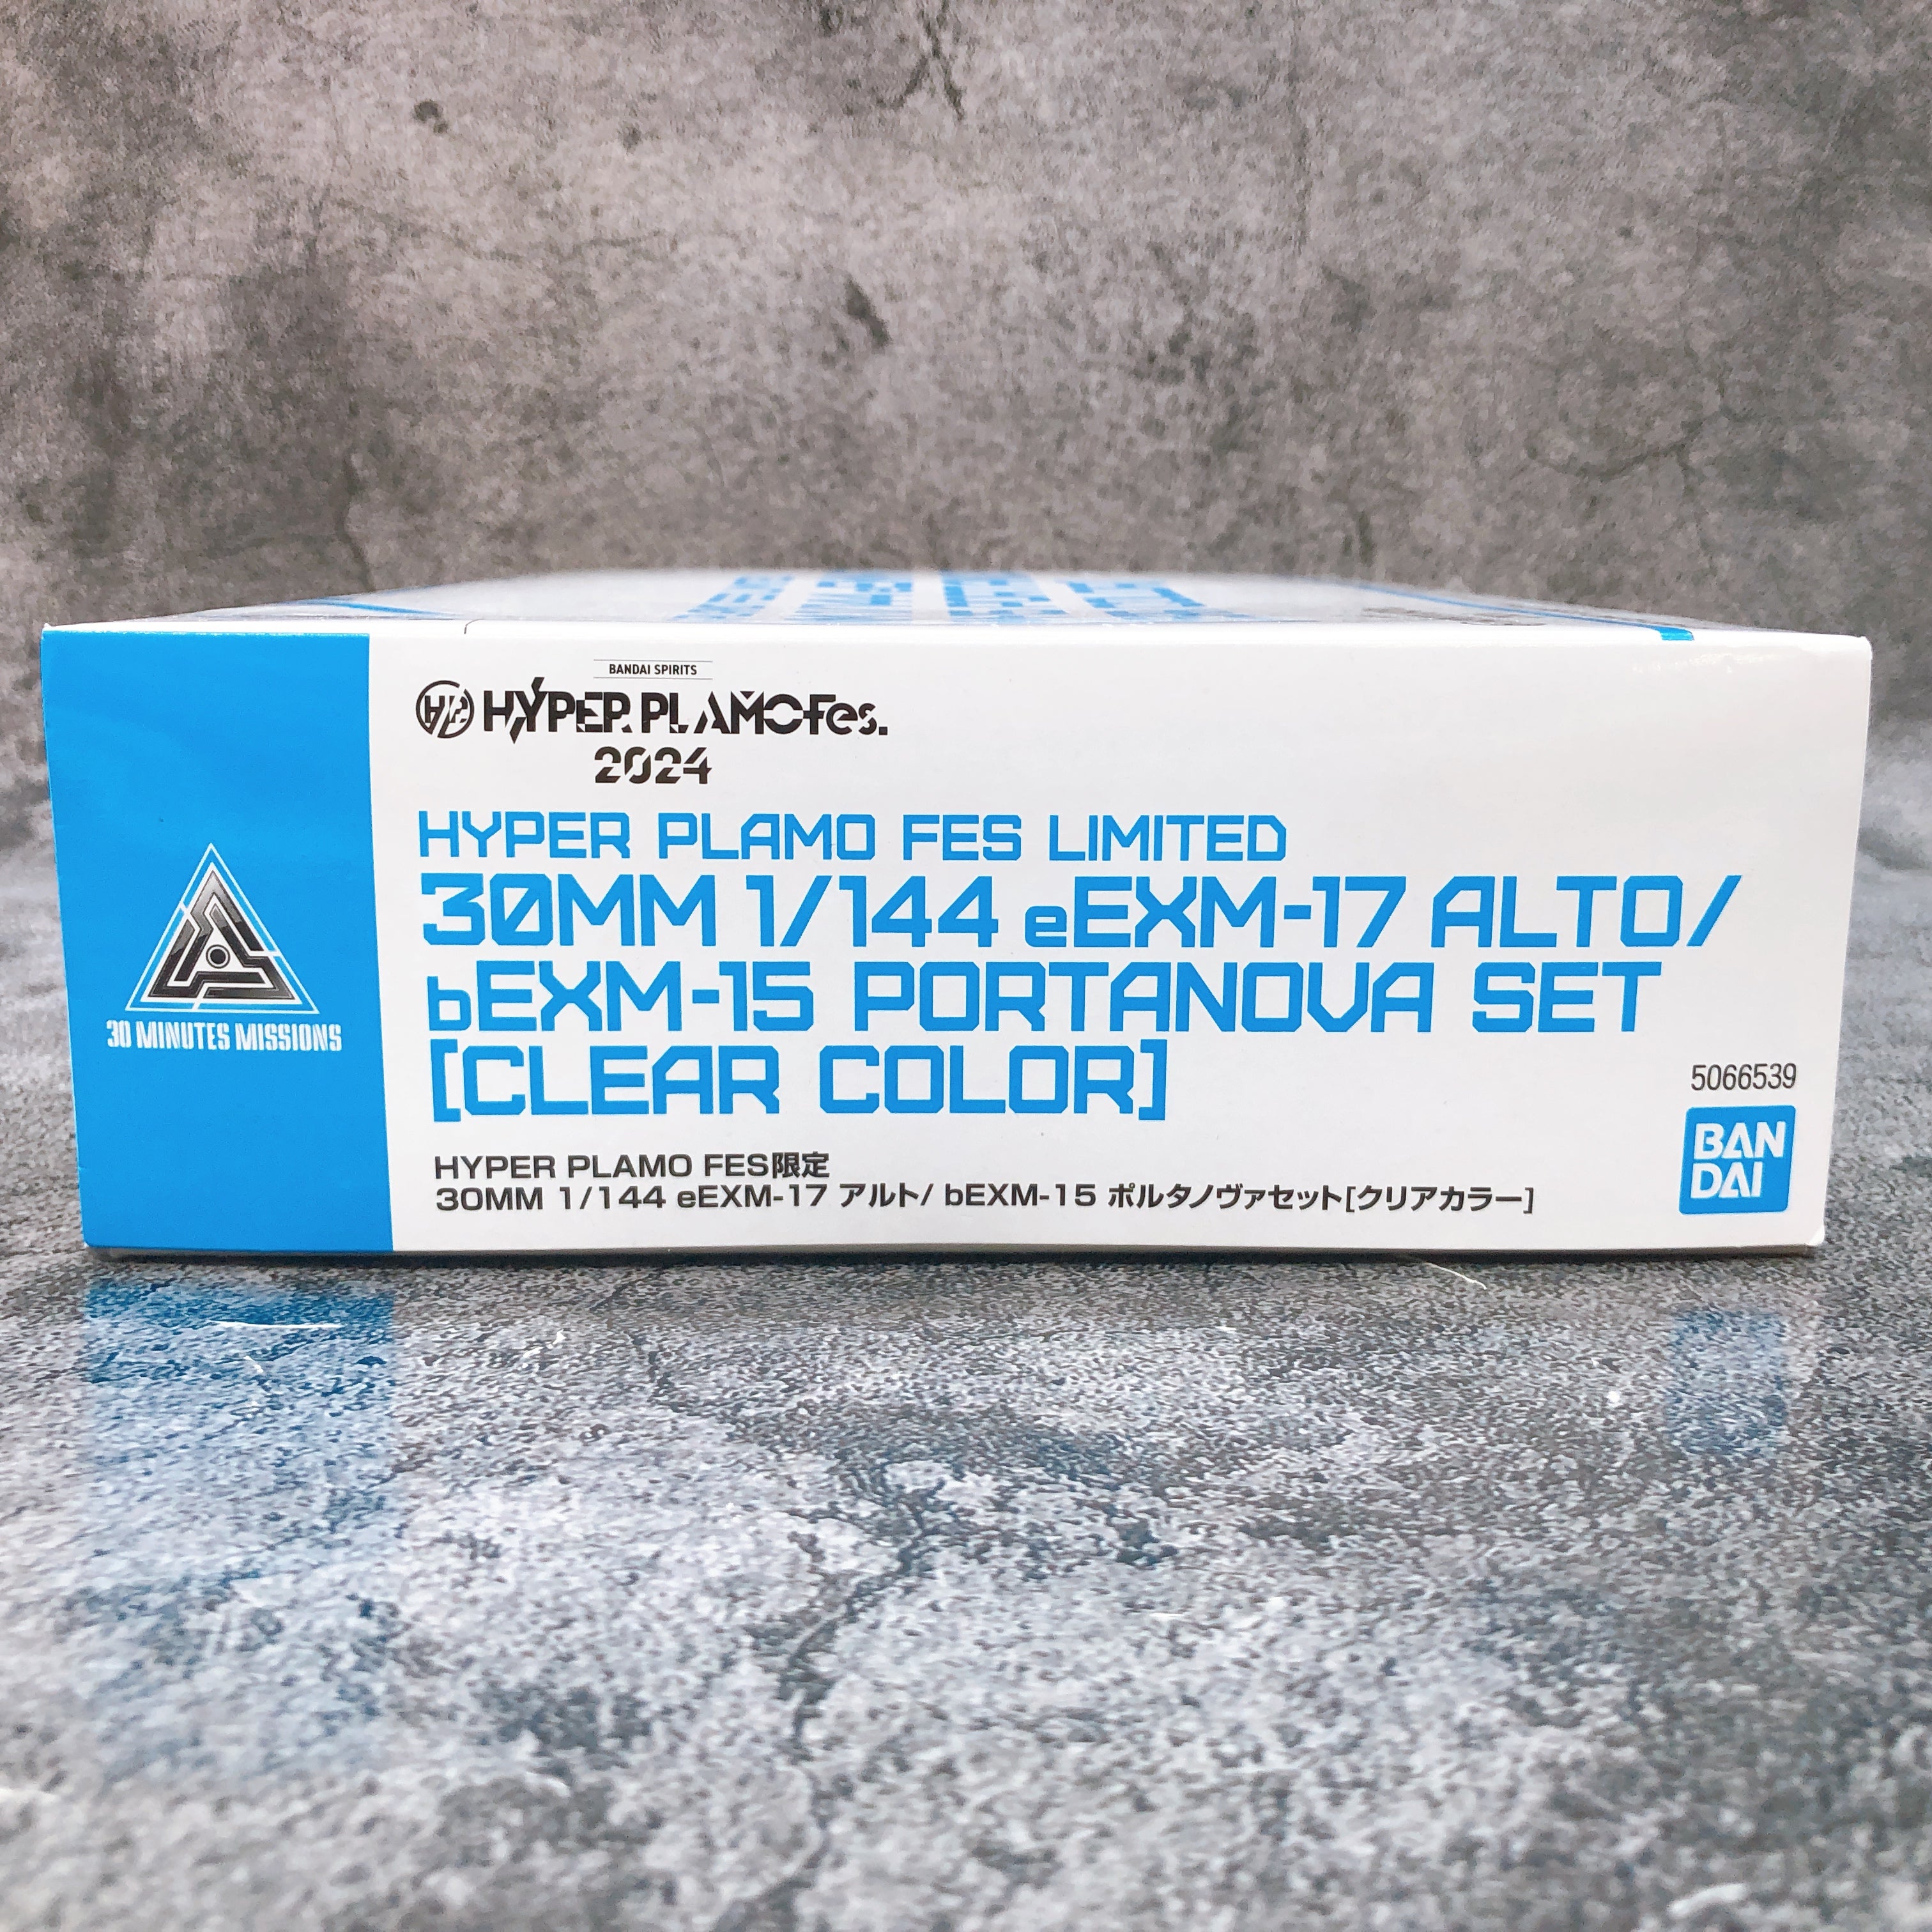 BANDAI SPIRITS
HYPER PLAMO Fes.
2024
HYPER PLAMO FES LIMITED
30MM 1/144 eEXM-17 ALTO/
bEXM-15 PORTANOVA SET
[CLEAR COLOR]
HYPER PLAMO FES限定
30MM 1/144 eEXM-17 アルト/ bEXM-15 ポルタノヴァセット[クリアカラー]
30 MINUTES MISSIONS
5066539
BAN
DAI